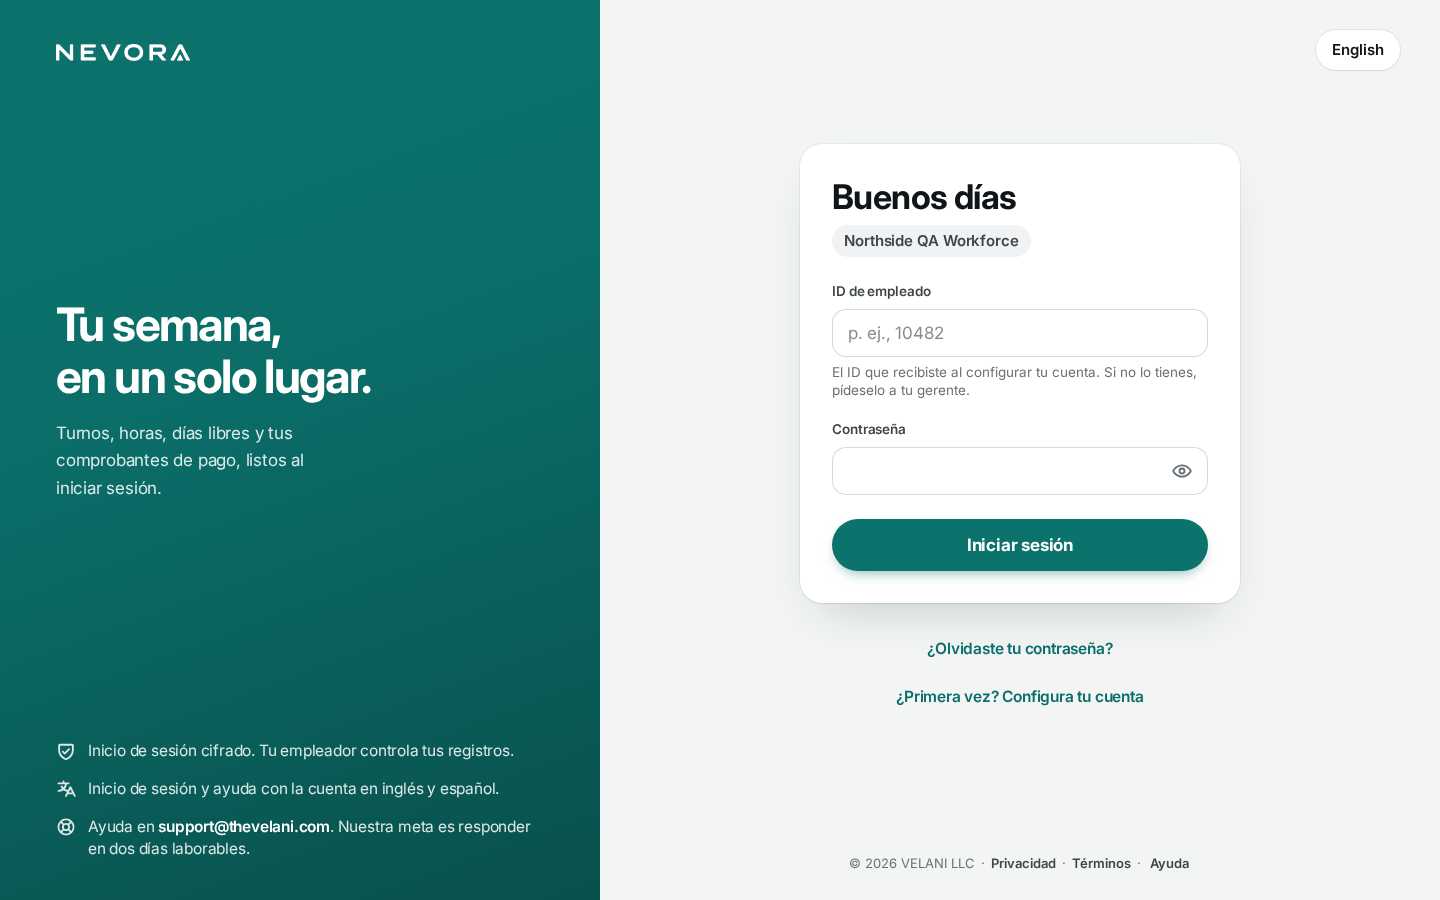 NEVORA
Tu semana,
en un solo lugar.
Turnos, horas, días libres y tus
comprobantes de pago, listos al
iniciar sesión.
Inicio de sesión cifrado. Tu empleador controla tus registros.
Inicio de sesión y ayuda con la cuenta en inglés y español.
Ayuda en support@thevelani.com. Nuestra meta es responder
en dos días laborables.
English
Buenos días
Northside QA Workforce
ID de empleado
p. ej., 10482
El ID que recibiste al configurar tu cuenta. Si no lo tienes,
pídeselo a tu gerente.
Contraseña
Iniciar sesión
¿Olvidaste tu contraseña?
¿Primera vez? Configura tu cuenta
© 2026 VELANI LLC · Privacidad · Términos · Ayuda